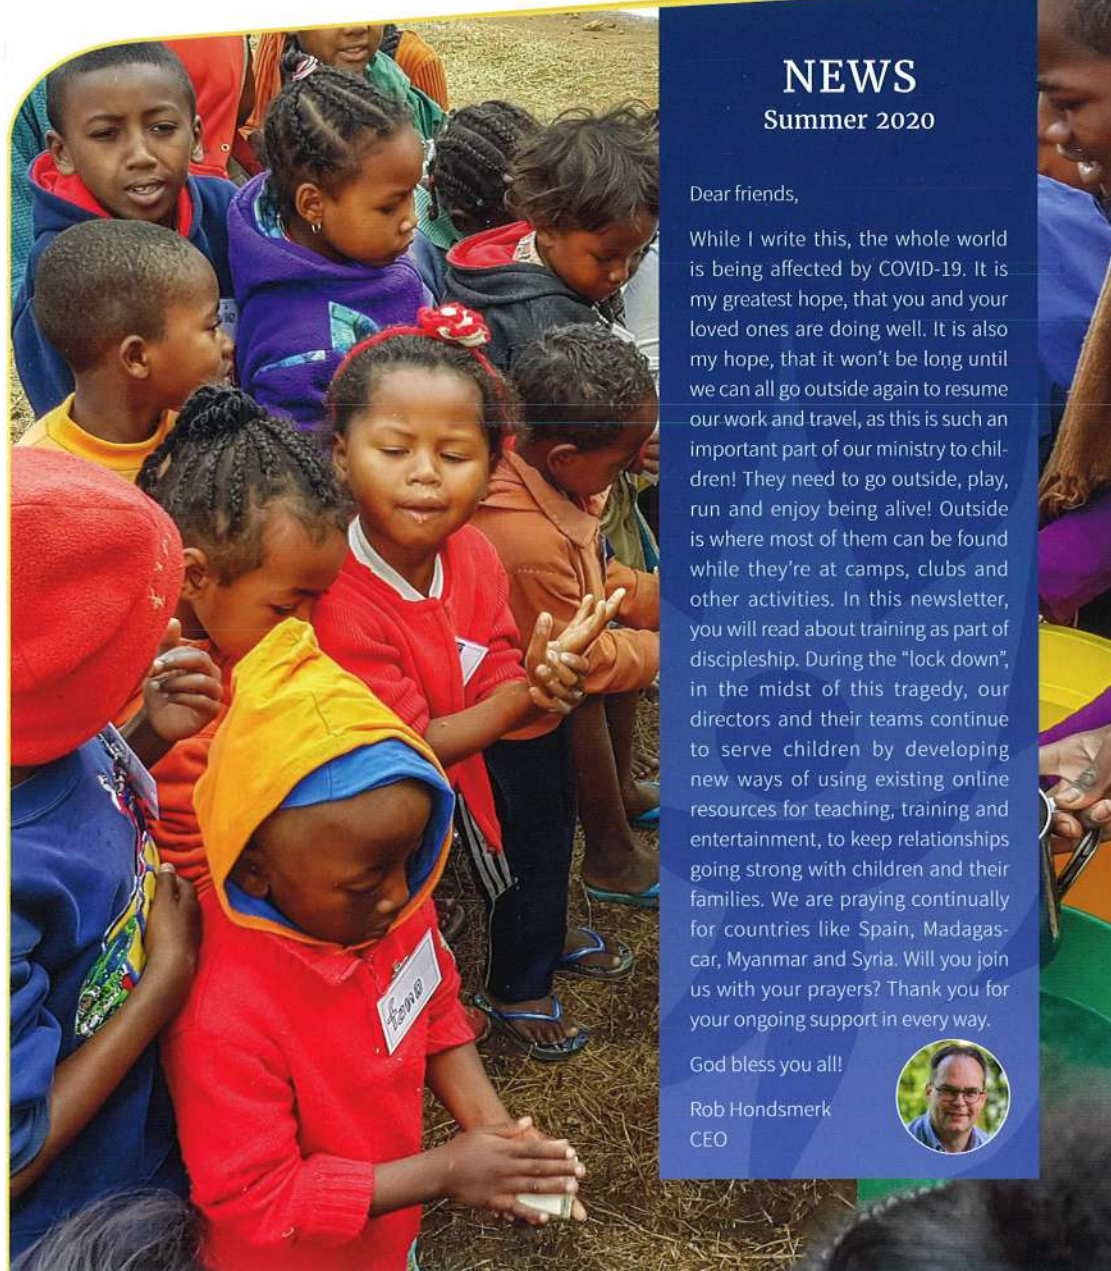 NEWS
Summer 2020
Dear friends,
While I write this, the whole world
is being affected by COVID-19. It is
my greatest hope, that you and your
loved ones are doing well. It is also
my hope, that it won't be long until
we can all go outside again to resume
our work and travel, as this is such an
important part of our ministry to chil-
dren! They need to go outside, play,
run and enjoy being alive! Outside
is where most of them can be found
while they're at camps, clubs and
other activities. In this newsletter,
you will read about training as part of
discipleship. During the “lock down”,
in the midst of this tragedy, our
directors and their teams continue
to serve children by developing
new ways of using existing online
resources for teaching, training and
entertainment, to keep relationships
going strong with children and their
families. We are praying continually
for countries like Spain, Madagas-
car, Myanmar and Syria. Will you join
us with your prayers? Thank you for
your ongoing support in every way.
God bless you all!
Rob Hondsmerk
CEO